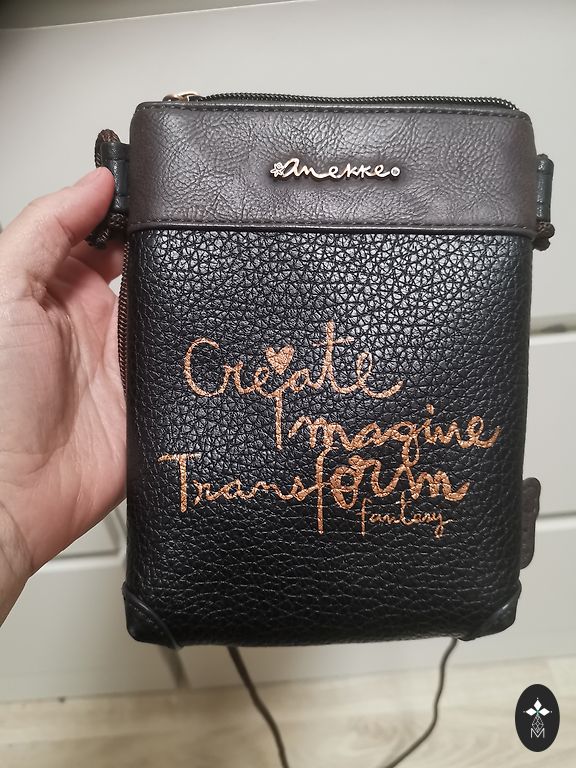 anekke
Create
Imagine
Transform
fantasy